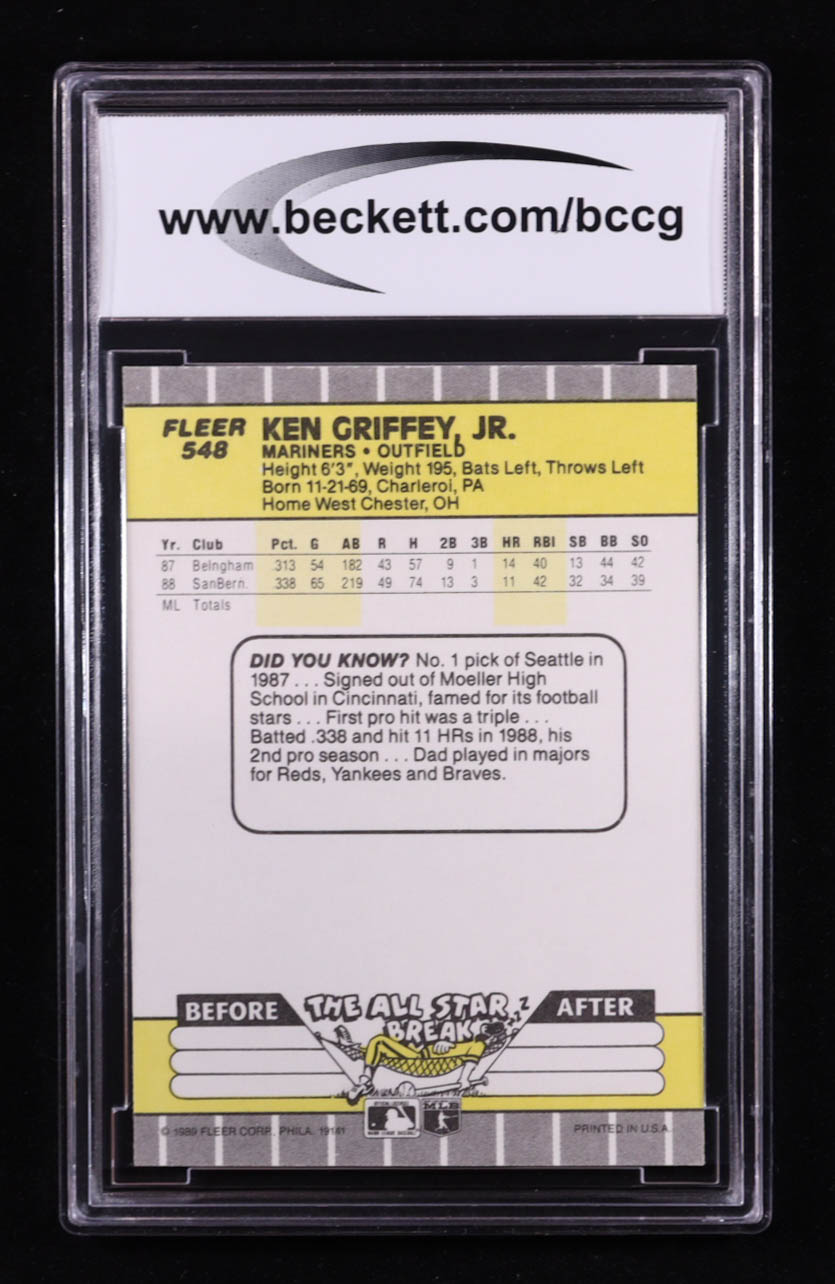 www.beckett.com/bccg
FLEER
548
KEN GRIFFEY, JR.
MARINERS • OUTFIELD
Height 6'3", Weight 195, Bats Left, Throws Left
Born 11-21-69, Charleroi, PA
Home West Chester, OH
Yr. Club Pct. G AB R H 2B 3B HR RBI SB BB SO
87 Belngham .313 54 182 43 57 9 1 14 40 13 44 42
88 SanBern. .338 65 219 49 74 13 3 11 42 32 34 39
ML Totals
DID YOU KNOW? No. 1 pick of Seattle in
1987 . . . Signed out of Moeller High
School in Cincinnati, famed for its football
stars . . . First pro hit was a triple . . .
Batted .338 and hit 11 HRs in 1988, his
2nd pro season . . . Dad played in majors
for Reds, Yankees and Braves.
BEFORE THE ALL STAR BREAK AFTER
Z Z Z
MLB
© 1989 FLEER CORP., PHILA. 19141
PRINTED IN U.S.A.